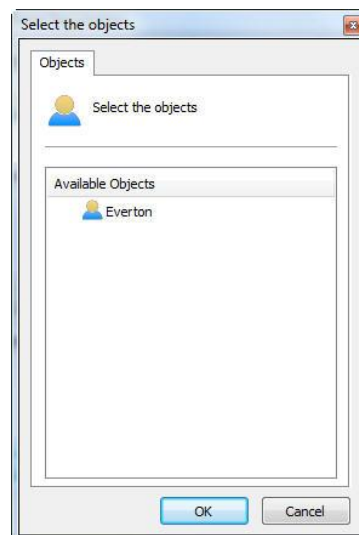 Select the objects
Objects
Select the objects
Available Objects
Everton
OK
Cancel